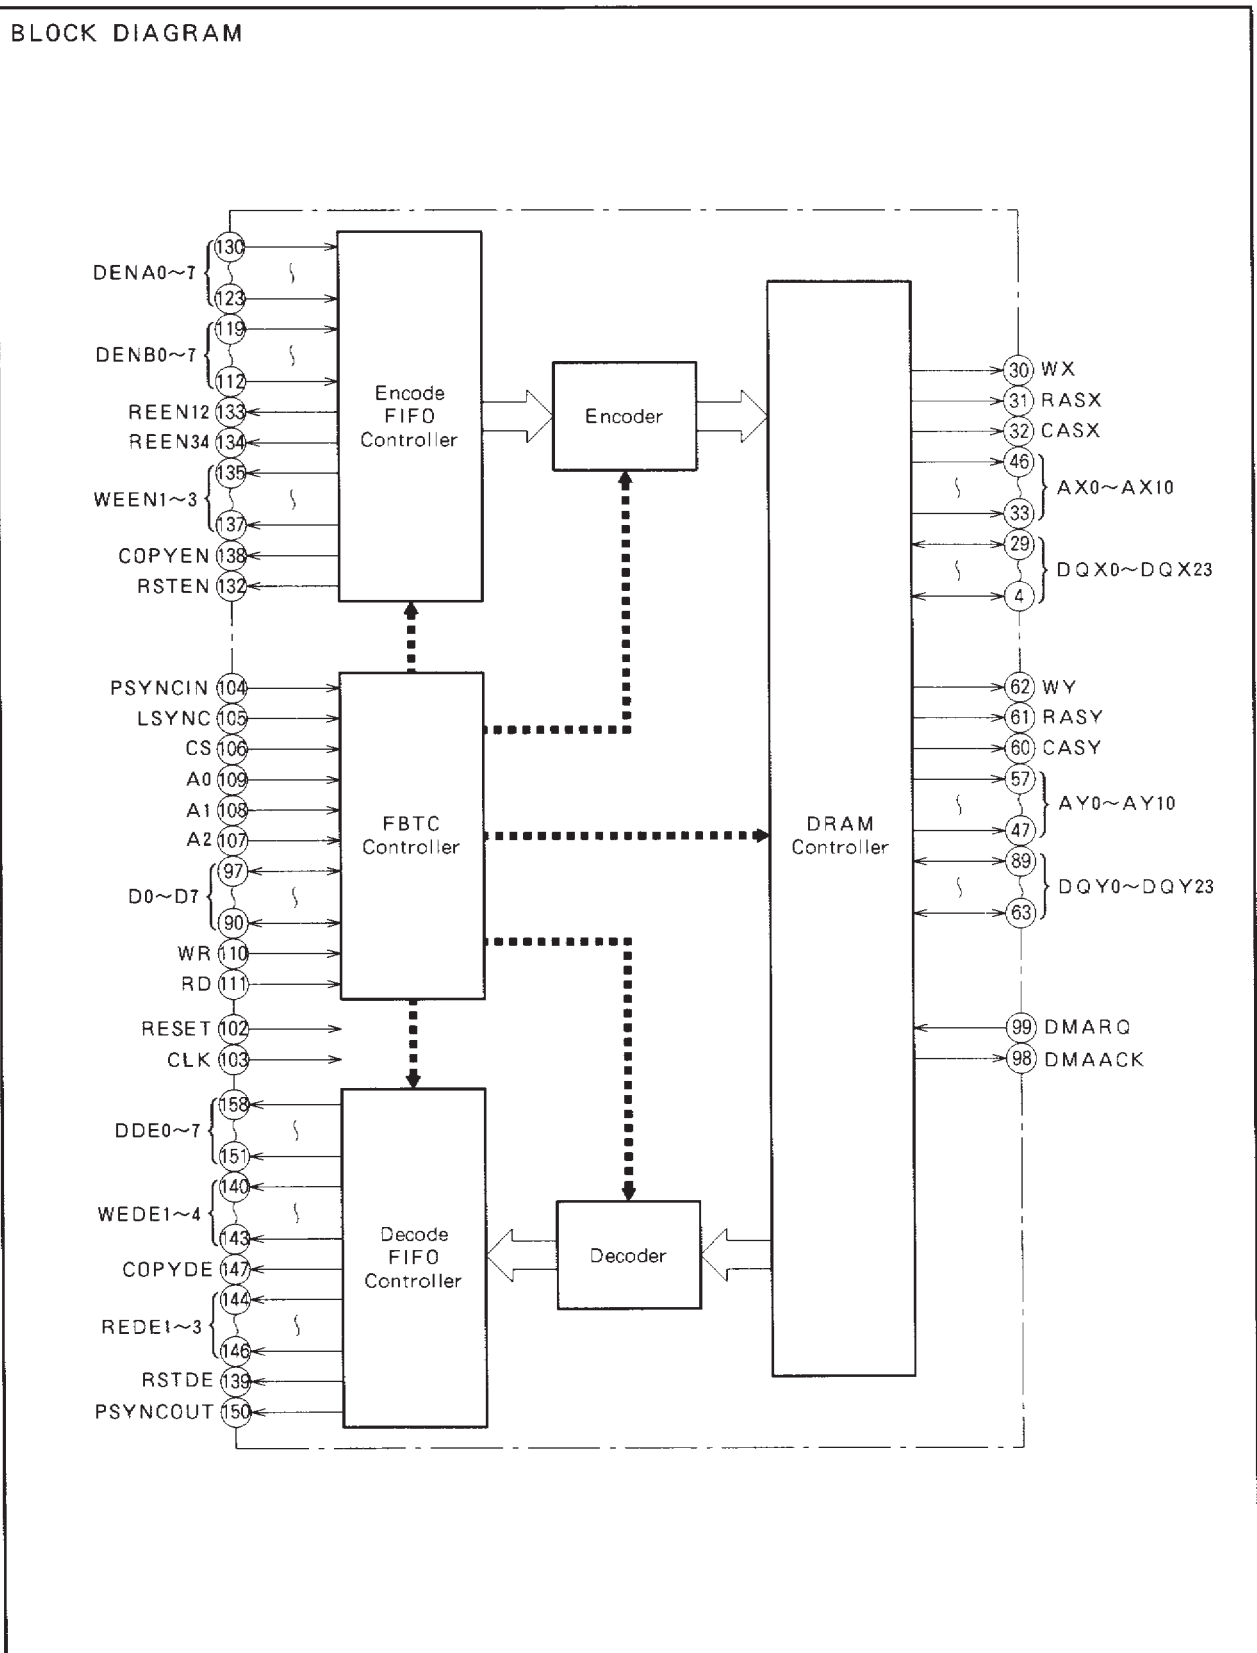 BLOCK DIAGRAM
DENA0~7
130
123
DENB0~7
119
112
REEN12 133
REEN34 134
WEEN1~3
135
137
COPYEN 138
RSTEN 132
Encode
FIFO
Controller
Encoder
PSYNCIN 104
LSYNC 105
CS 106
A0 109
A1 108
A2 107
D0~D7
97
90
WR 110
RD 111
RESET 102
CLK 103
FBTC
Controller
DRAM
Controller
DDE0~7
158
151
WEDE1~4
140
143
COPYDE 147
REDE1~3
144
146
RSTDE 139
PSYNCOUT 150
Decode
FIFO
Controller
Decoder
30 WX
31 RASX
32 CASX
46
33
AX0~AX10
29
4
DQX0~DQX23
62 WY
61 RASY
60 CASY
57
47
AY0~AY10
89
63
DQY0~DQY23
99 DMARQ
98 DMAACK